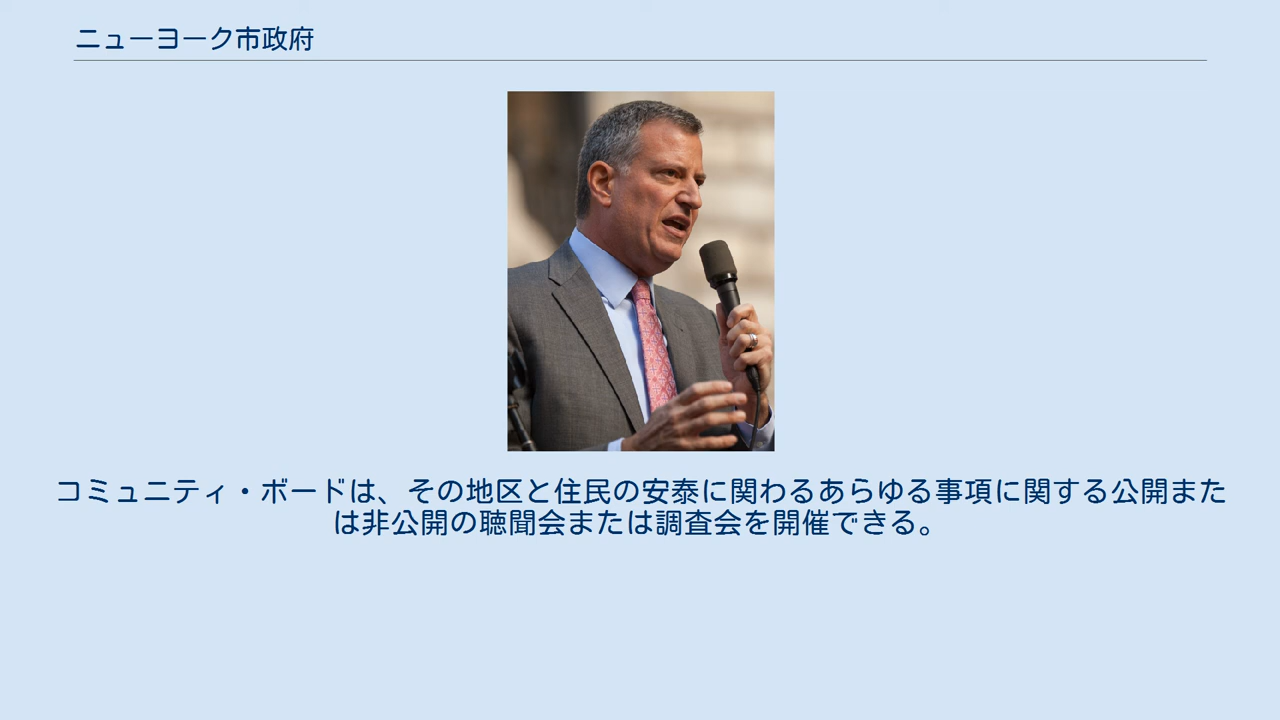 ニューヨーク市政府
コミュニティ・ボードは、その地区と住民の安泰に関わるあらゆる事項に関する公開また
は非公開の聴聞会または調査会を開催できる。